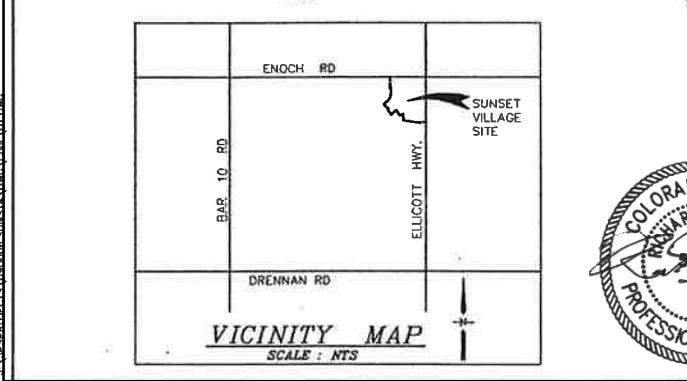 ENOCH RD
SUNSET
VILLAGE
SITE
BAR 10 RD
ELLICOTT HWY.
DRENNAN RD
N
VICINITY MAP
SCALE : NTS